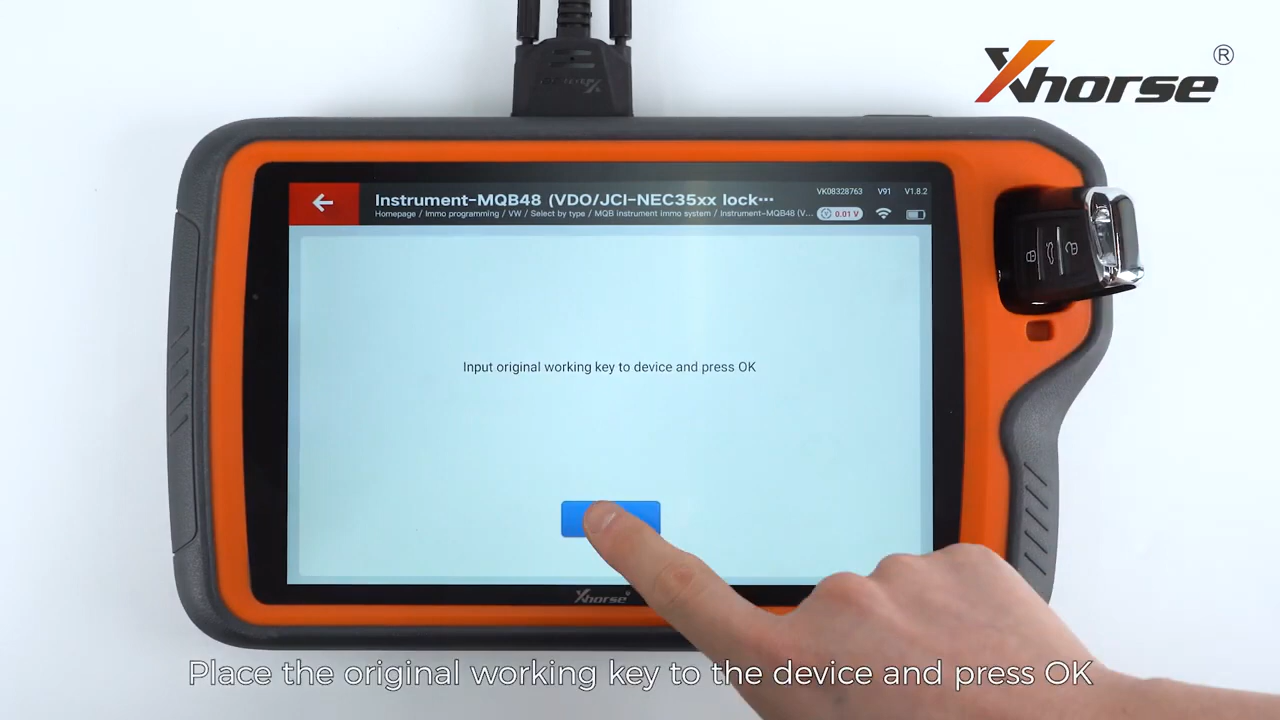 Xhorse®
Instrument-MQB48 (VDO/JCI-NEC35xx lock···
VK08328763 V91 V1.8.2
Homepage / Immo programming / VW / Select by type / MQB instrument immo system / Instrument-MQB48 (V...
0.01 V
Input original working key to device and press OK
Xhorse®
Place the original working key to the device and press OK